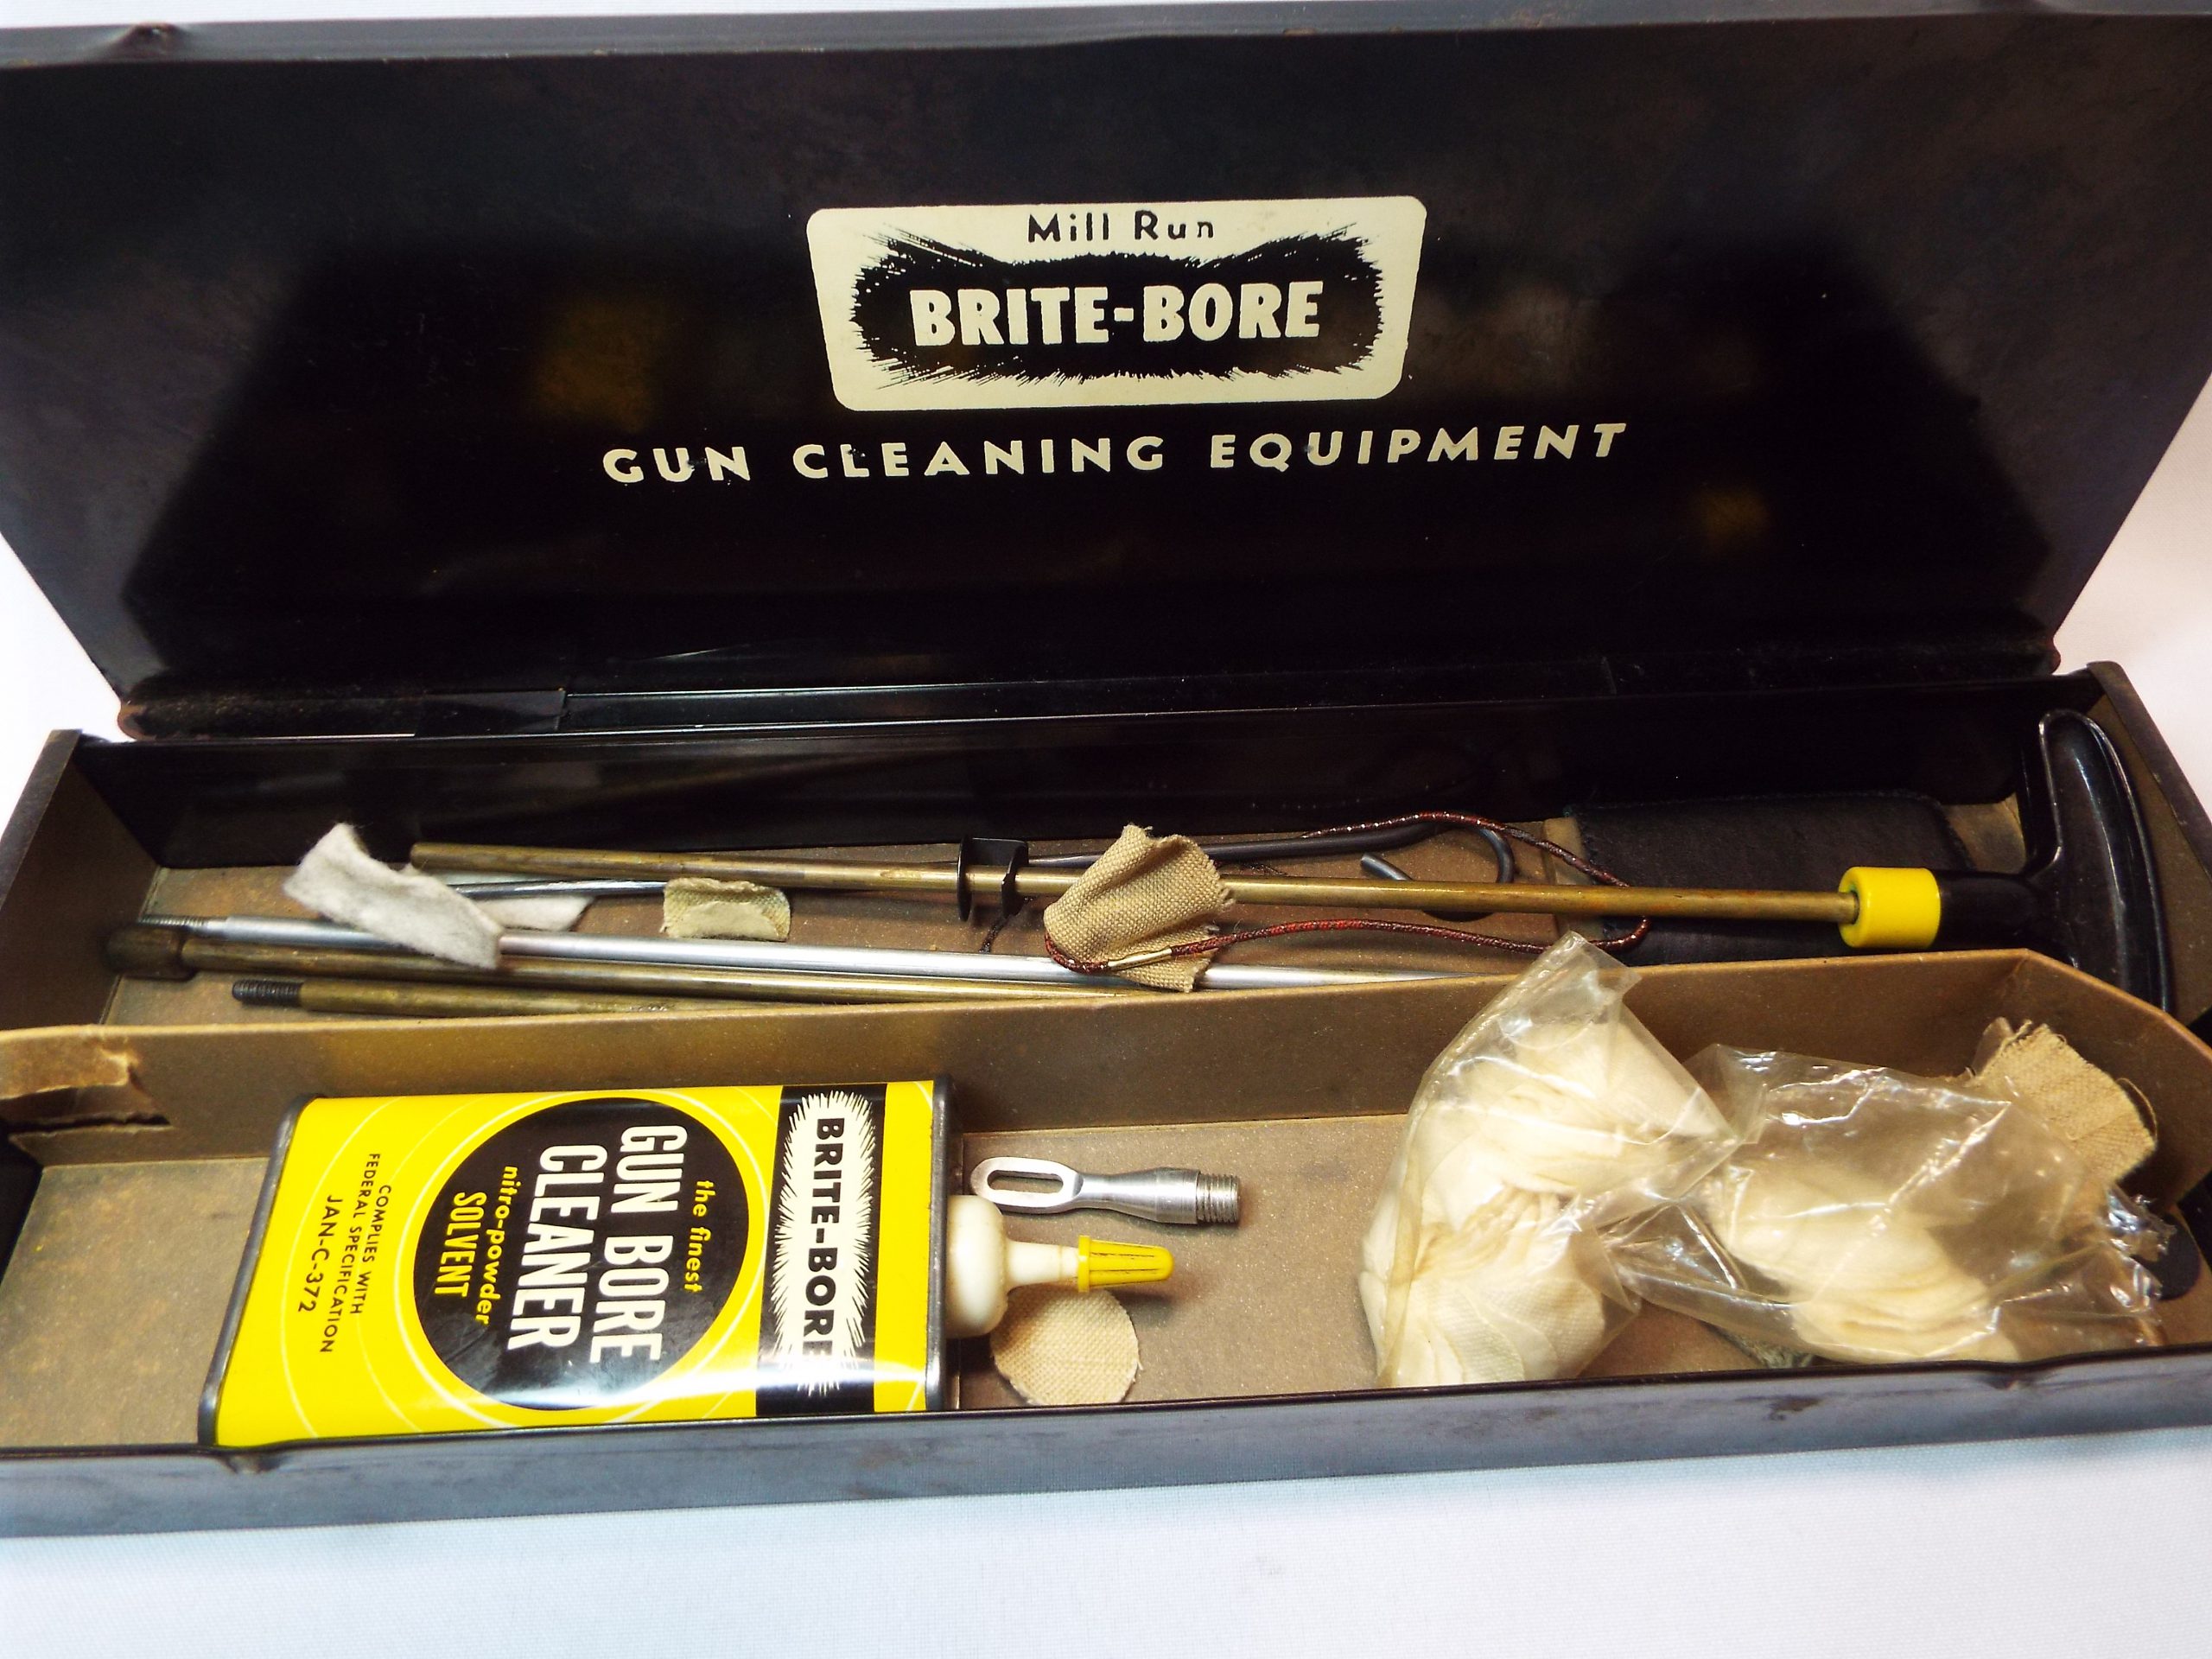 Mill Run
BRITE-BORE
GUN CLEANING EQUIPMENT
BRITE-BORE
the finest
GUN BORE
CLEANER
nitro-powder
SOLVENT
COMPLIES WITH
FEDERAL SPECIFICATION
JAN-C-372